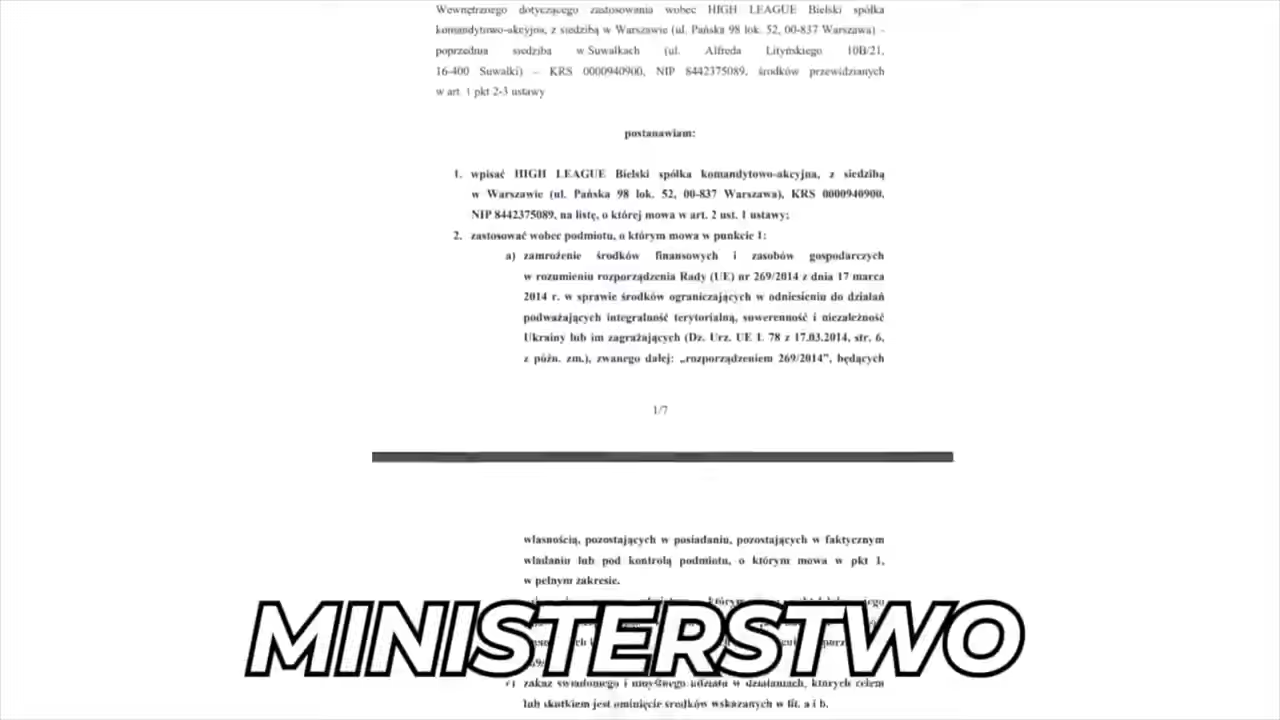 Wewnętrznego dotyczącego zastosowania wobec HIGH LEAGUE Bielski spółka
komandytowo-akcyjna, z siedzibą w Warszawie (ul. Pańska 98 lok. 52, 00-837 Warszawa) -
poprzednia siedziba w Suwałkach (ul. Alfreda Lityńskiego 10B/21,
16-400 Suwałki) – KRS 0000940900, NIP 8442375089, środków przewidzianych
w art. 1 pkt 2-3 ustawy
postanawiam:
1. wpisać HIGH LEAGUE Bielski spółka komandytowo-akcyjna, z siedzibą
w Warszawie (ul. Pańska 98 lok. 52, 00-837 Warszawa), KRS 0000940900,
NIP 8442375089, na listę, o której mowa w art. 2 ust. 1 ustawy;
2. zastosować wobec podmiotu, o którym mowa w punkcie 1:
a) zamrożenie środków finansowych i zasobów gospodarczych
w rozumieniu rozporządzenia Rady (UE) nr 269/2014 z dnia 17 marca
2014 r. w sprawie środków ograniczających w odniesieniu do działań
podważających integralność terytorialną, suwerenność i niezależność
Ukrainy lub im zagrażających (Dz. Urz. UE L 78 z 17.03.2014, str. 6,
z późn. zm.), zwanego dalej: „rozporządzeniem 269/2014”, będących
1/7
własnością, pozostających w posiadaniu, pozostających w faktycznym
władaniu lub pod kontrolą podmiotu, o którym mowa w pkt 1,
w pełnym zakresie.
MINISTERSTWO
zakaz świadomego i umyślnego udziału w działaniach, których celem
lub skutkiem jest ominięcie środków wskazanych w lit. a i b.